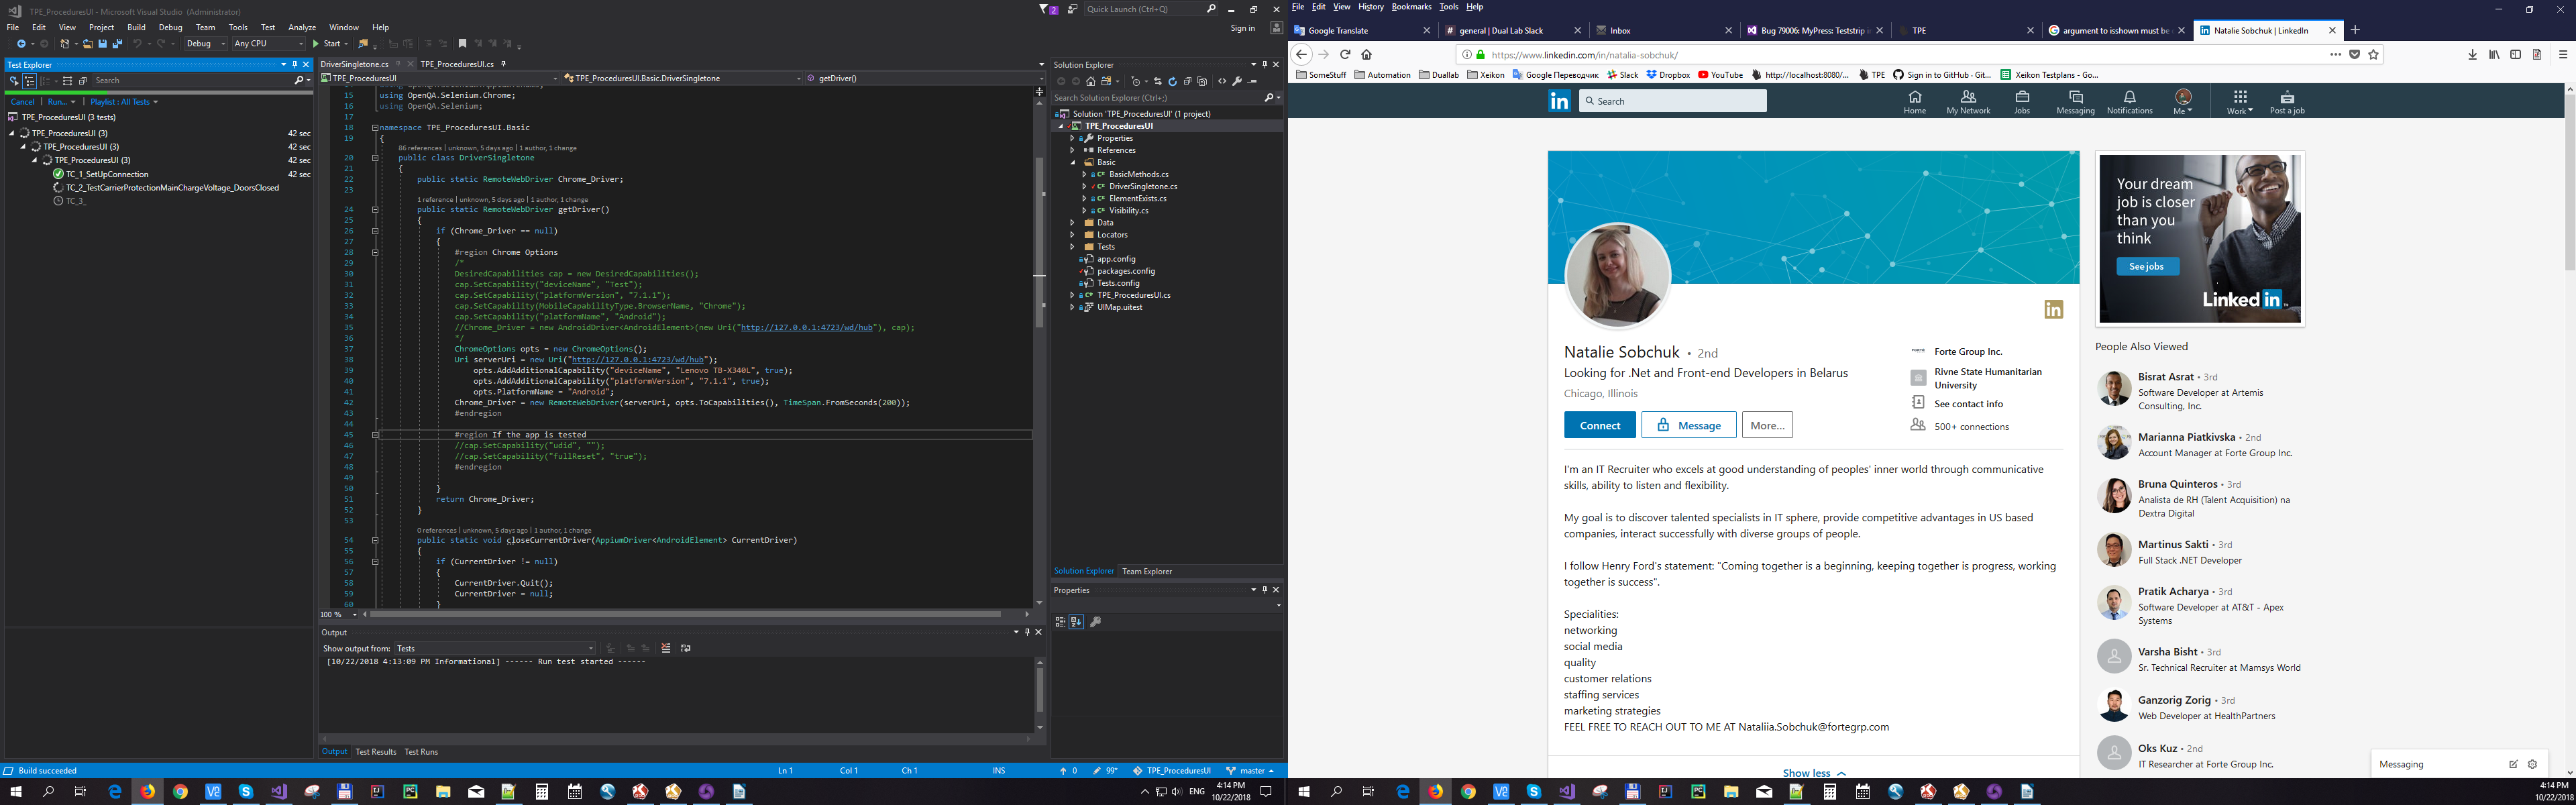 TPE_ProceduresUI - Microsoft Visual Studio (Administrator)
Quick Launch (Ctrl+Q)
File Edit View Project Build Debug Team Tools Test Analyze Window Help
Sign in
Debug Any CPU Start
Test Explorer
Search
Cancel | Run... | Playlist : All Tests
TPE_ProceduresUI (3 tests)
TPE_ProceduresUI (3) 42 sec
TPE_ProceduresUI (3) 42 sec
TPE_ProceduresUI (3) 42 sec
TC_1_SetUpConnection 42 sec
TC_2_TestCarrierProtectionMainChargeVoltage_DoorsClosed
TC_3_
DriverSingletone.cs TPE_ProceduresUI.cs
TPE_ProceduresUI TPE_ProceduresUI.Basic.DriverSingletone getDriver()
15 using OpenQA.Selenium.Chrome;
16 using OpenQA.Selenium;
17
18 namespace TPE_ProceduresUI.Basic
19 {
86 references | unknown, 5 days ago | 1 author, 1 change
20 public class DriverSingletone
21 {
22 public static RemoteWebDriver Chrome_Driver;
23
1 reference | unknown, 5 days ago | 1 author, 1 change
24 public static RemoteWebDriver getDriver()
25 {
26 if (Chrome_Driver == null)
27 {
28 #region Chrome Options
29 /*
30 DesiredCapabilities cap = new DesiredCapabilities();
31 cap.SetCapability("deviceName", "Test");
32 cap.SetCapability("platformVersion", "7.1.1");
33 cap.SetCapability(MobileCapabilityType.BrowserName, "Chrome");
34 cap.SetCapability("platformName", "Android");
35 //Chrome_Driver = new AndroidDriver<AndroidElement>(new Uri("http://127.0.0.1:4723/wd/hub"), cap);
36 */
37 ChromeOptions opts = new ChromeOptions();
38 Uri serverUri = new Uri("http://127.0.0.1:4723/wd/hub");
39 opts.AddAdditionalCapability("deviceName", "Lenovo TB-X340L", true);
40 opts.AddAdditionalCapability("platformVersion", "7.1.1", true);
41 opts.PlatformName = "Android";
42 Chrome_Driver = new RemoteWebDriver(serverUri, opts.ToCapabilities(), TimeSpan.FromSeconds(200));
43 #endregion
44
45 #region If the app is tested
46 //cap.SetCapability("udid", "");
47 //cap.SetCapability("fullReset", "true");
48 #endregion
49
50 }
51 return Chrome_Driver;
52 }
53
0 references | unknown, 5 days ago | 1 author, 1 change
54 public static void closeCurrentDriver(AppiumDriver<AndroidElement> CurrentDriver)
55 {
56 if (CurrentDriver != null)
57 {
58 CurrentDriver.Quit();
59 CurrentDriver = null;
60 }
100 %
Output
Show output from: Tests
[10/22/2018 4:13:09 PM Informational] ------ Run test started ------
Output Test Results Test Runs
Solution Explorer
Search Solution Explorer (Ctrl+;)
Solution 'TPE_ProceduresUI' (1 project)
TPE_ProceduresUI
Properties
References
Basic
BasicMethods.cs
DriverSingletone.cs
ElementExists.cs
Visibility.cs
Data
Locators
Tests
app.config
packages.config
Tests.config
TPE_ProceduresUI.cs
UIMap.uitest
Solution Explorer Team Explorer
Properties
Build succeeded Ln 1 Col 1 Ch 1 INS 0 99* TPE_ProceduresUI master
ENG 4:14 PM 10/22/2018
File Edit View History Bookmarks Tools Help
Google Translate general | Dual Lab Slack Inbox Bug 79006: MyPress: Teststrip i TPE argument to isshown must be Natalie Sobchuk | LinkedIn
https://www.linkedin.com/in/natalia-sobchuk/
SomeStuff Automation Duallab Xeikon Google Переводчик Slack Dropbox YouTube http://localhost:8080/... TPE Sign in to GitHub · Git... Xeikon Testplans - Go...
in Search Home My Network Jobs Messaging Notifications Me Work Post a job
Natalie Sobchuk • 2nd
Looking for .Net and Front-end Developers in Belarus
Chicago, Illinois
Connect Message More...
Forte Group Inc.
Rivne State Humanitarian
University
See contact info
500+ connections
I'm an IT Recruiter who excels at good understanding of peoples' inner world through communicative
skills, ability to listen and flexibility.
My goal is to discover talented specialists in IT sphere, provide competitive advantages in US based
companies, interact successfully with diverse groups of people.
I follow Henry Ford's statement: "Coming together is a beginning, keeping together is progress, working
together is success".
Specialities:
networking
social media
quality
customer relations
staffing services
marketing strategies
FEEL FREE TO REACH OUT TO ME AT Nataliia.Sobchuk@fortegrp.com
Show less
Your dream
job is closer
than you
think
See jobs
Linked in
People Also Viewed
Bisrat Asrat • 3rd
Software Developer at Artemis
Consulting, Inc.
Marianna Piatkivska • 2nd
Account Manager at Forte Group Inc.
Bruna Quinteros • 3rd
Analista de RH (Talent Acquisition) na
Dextra Digital
Martinus Sakti • 3rd
Full Stack .NET Developer
Pratik Acharya • 3rd
Software Developer at AT&T - Apex
Systems
Varsha Bisht • 3rd
Sr. Technical Recruiter at Mamsys World
Ganzorig Zorig • 3rd
Web Developer at HealthPartners
Oks Kuz • 2nd
IT Researcher at Forte Group Inc.
Messaging
4:14 PM
10/22/2018